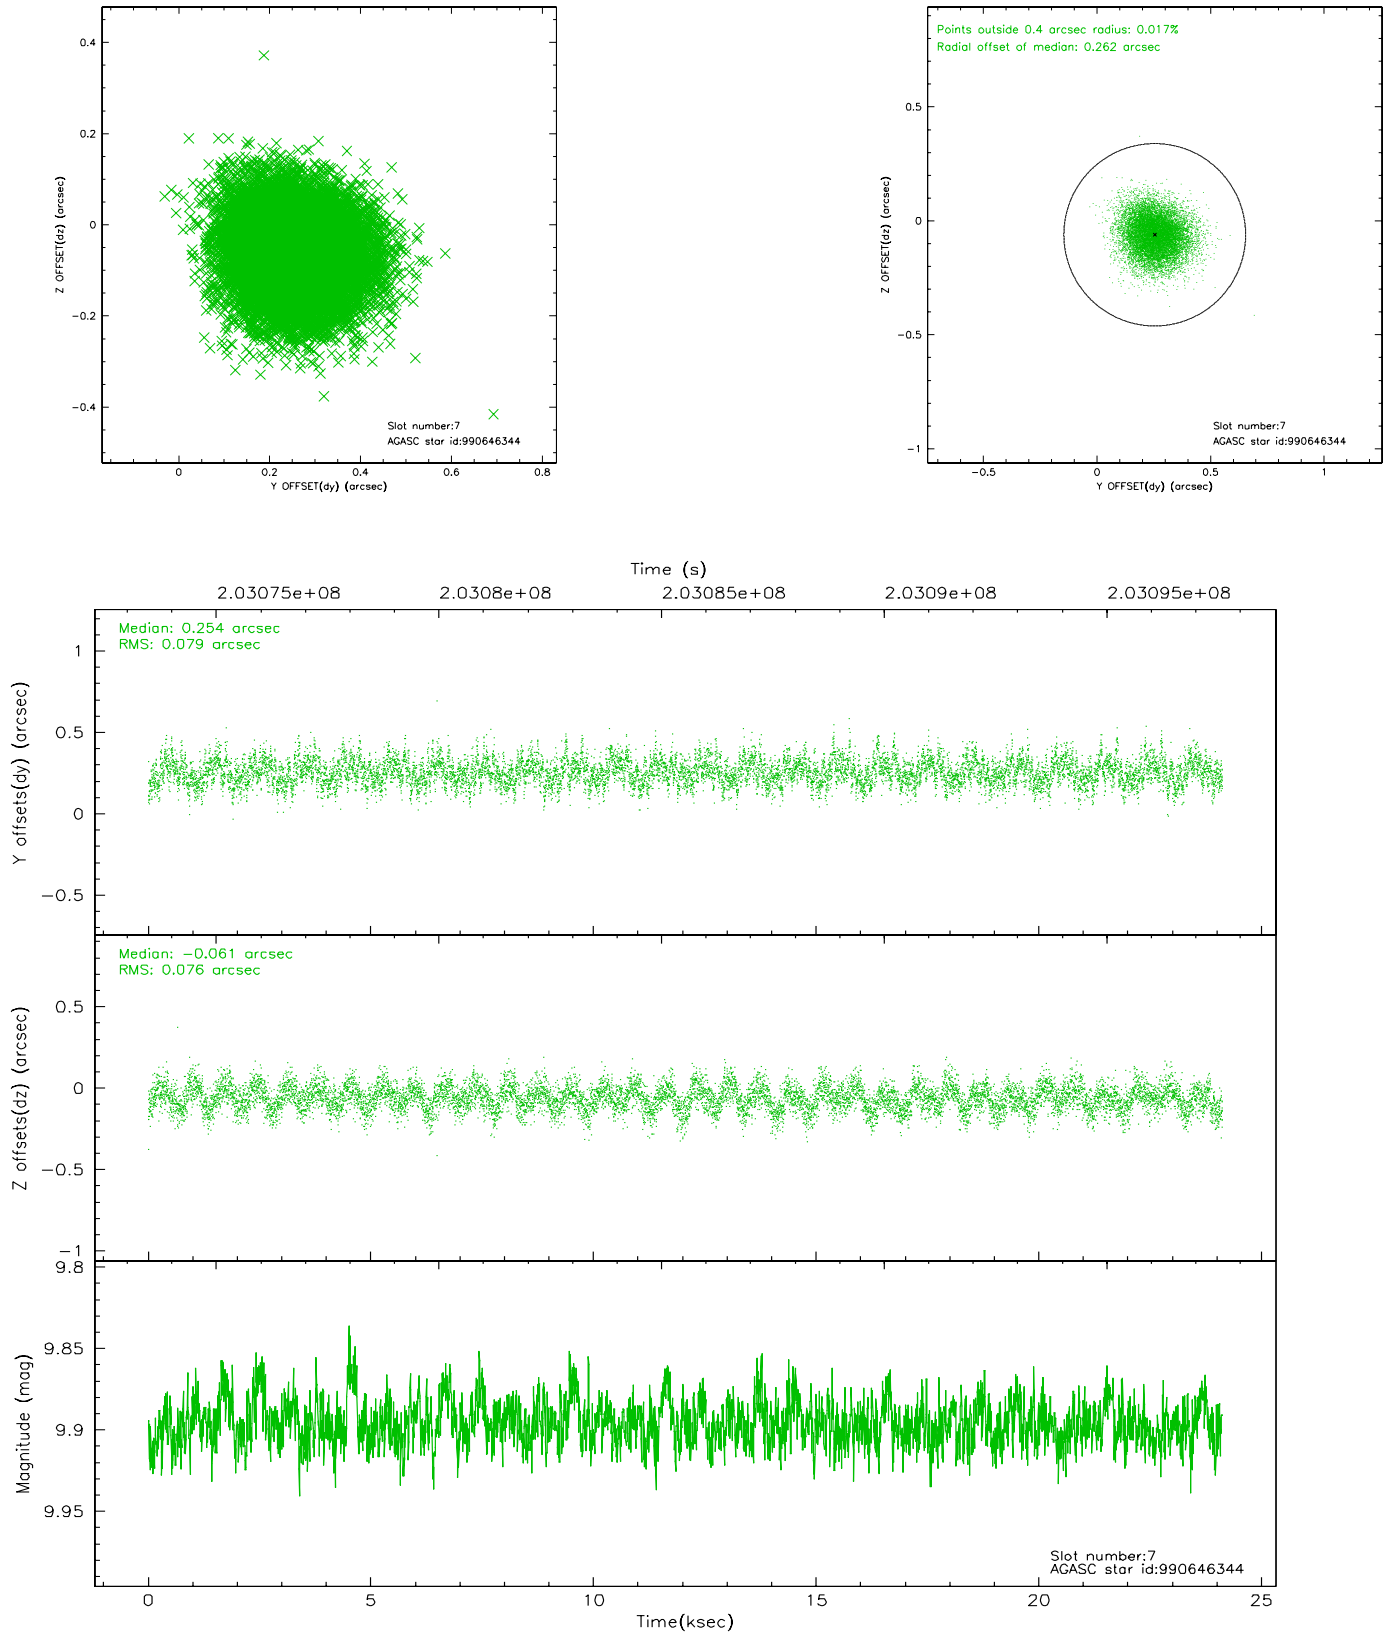 0.4
0.2
0
−0.2
−0.4
Z OFFSET(dz) (arcsec)
Slot number:7
AGASC star id:990646344
0 0.2 0.4 0.6 0.8
Y OFFSET(dy) (arcsec)
Points outside 0.4 arcsec radius: 0.017%
Radial offset of median: 0.262 arcsec
0.5
0
−0.5
−1
Z OFFSET(dz) (arcsec)
Slot number:7
AGASC star id:990646344
−0.5 0 0.5 1
Y OFFSET(dy) (arcsec)
Time (s)
2.03075e+08 2.0308e+08 2.03085e+08 2.0309e+08 2.03095e+08
Median: 0.254 arcsec
RMS: 0.079 arcsec
1
0.5
0
−0.5
Y offsets(dy) (arcsec)
Median: −0.061 arcsec
RMS: 0.076 arcsec
0.5
0
−0.5
−1
Z offsets(dz) (arcsec)
9.8
9.85
9.9
9.95
Magnitude (mag)
Slot number:7
AGASC star id:990646344
0 5 10 15 20 25
Time(ksec)